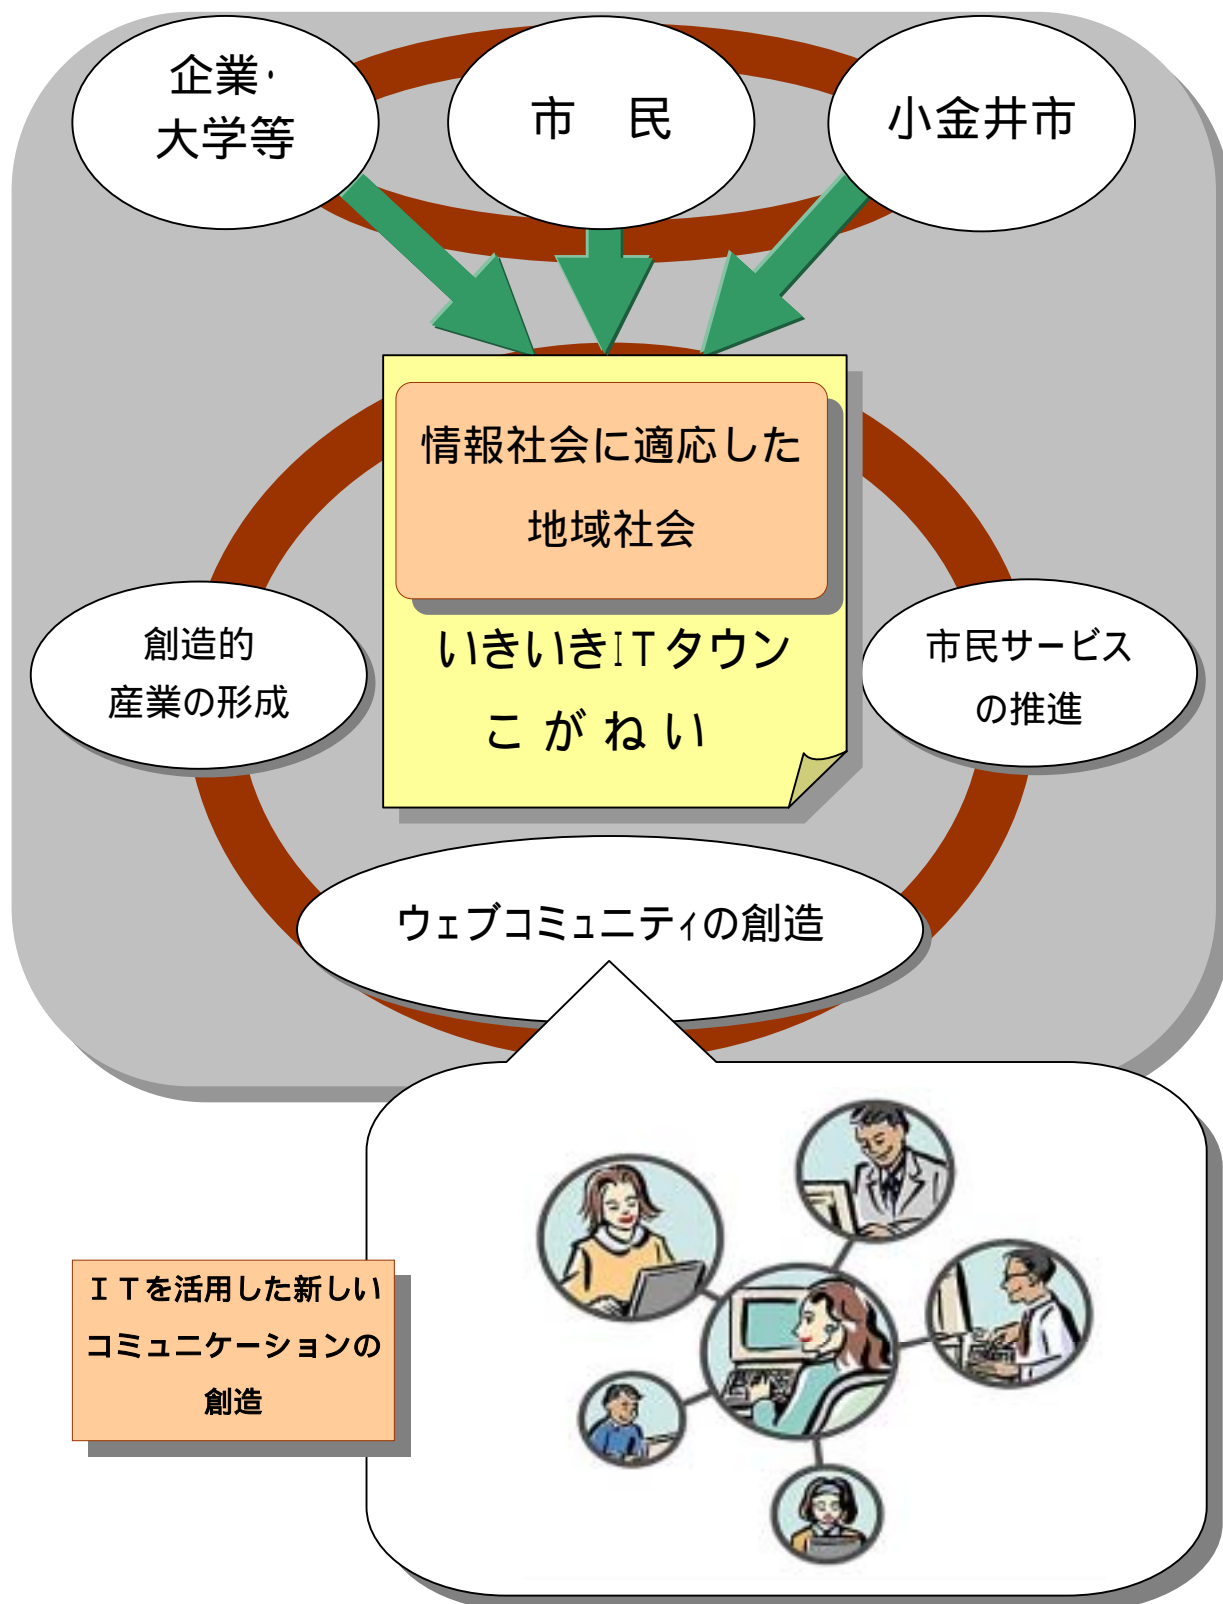 企業・
大学等
市　民
小金井市
情報社会に適応した
地域社会
いきいきITタウン
こ が ね い
創造的
産業の形成
市民サービス
の推進
ウェブコミュニティの創造
ＩＴを活用した新しい
コミュニケーションの
創造